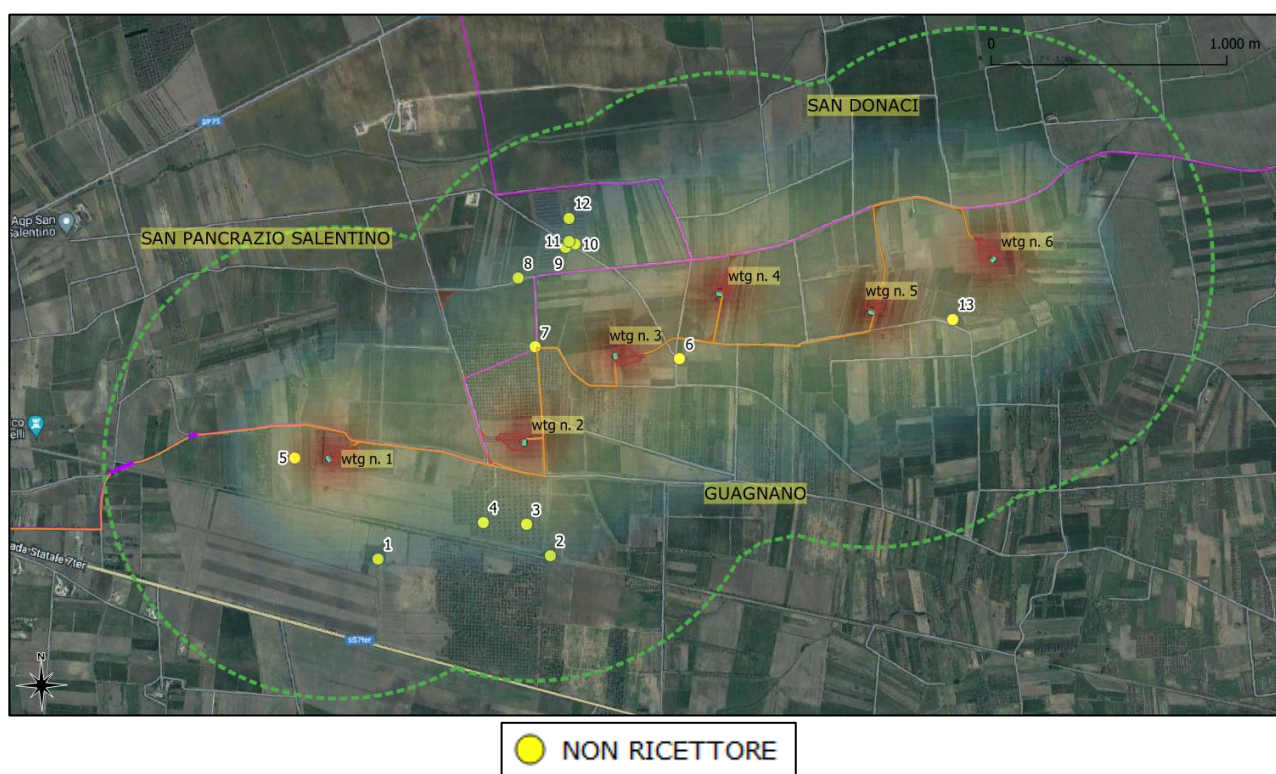 0
1.000 m
SAN DONACI
SP75
Aqp San
Salentino
SAN PANCRAZIO SALENTINO
12
11
10
9
8
wtg n. 6
wtg n. 4
wtg n. 5
13
7
wtg n. 3
6
wtg n. 2
5
wtg n. 1
GUAGNANO
4
3
2
1
ada Statale 7ter
SS7ter
N
NON RICETTORE